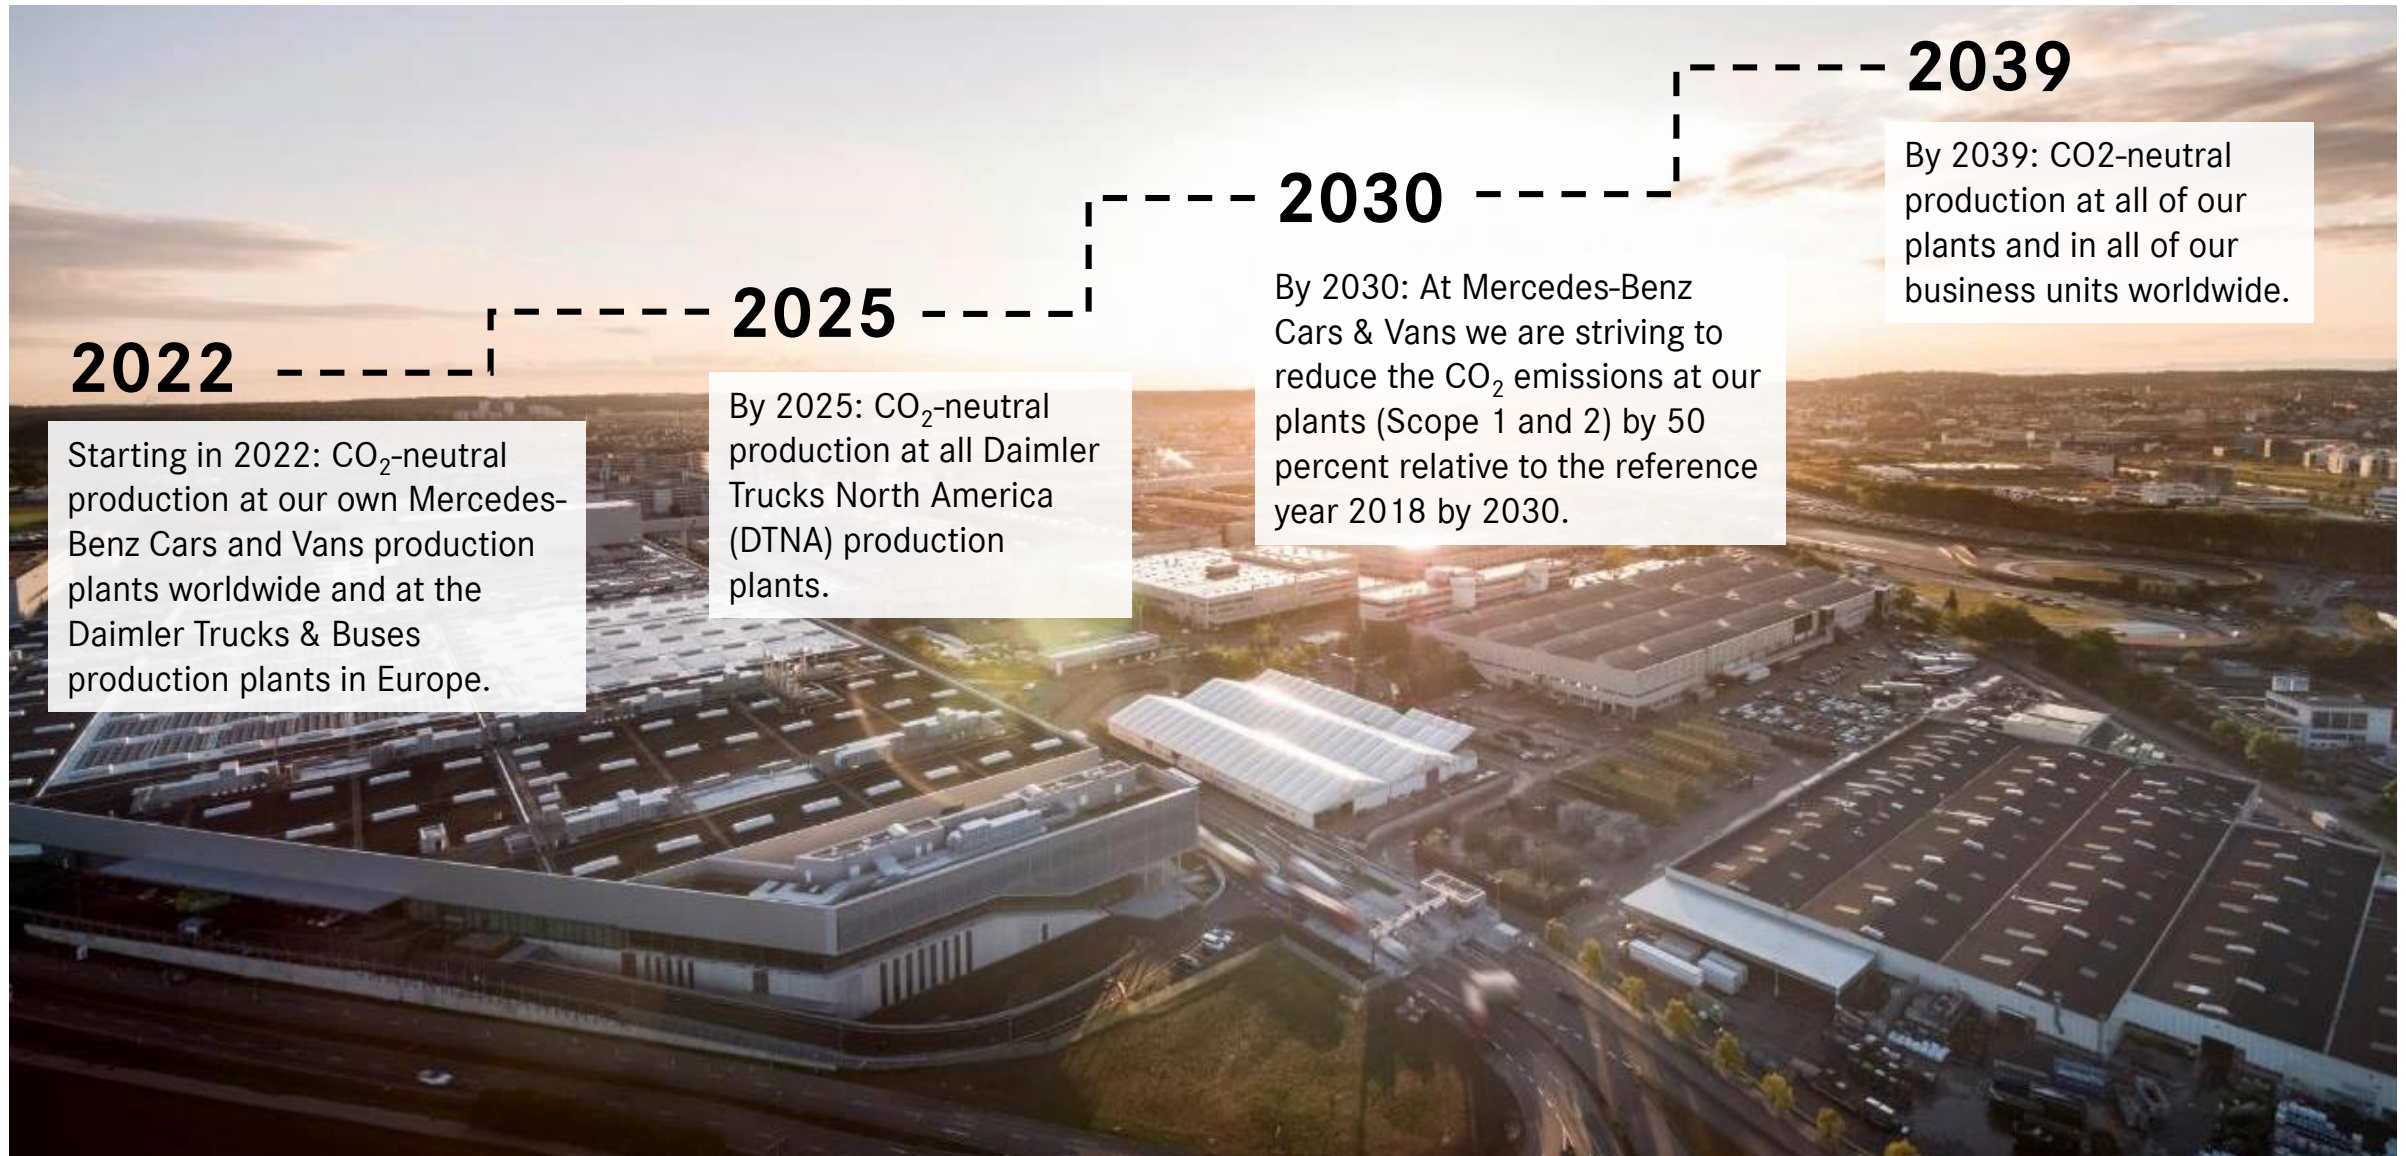 2022
Starting in 2022: CO₂-neutral
production at our own Mercedes-
Benz Cars and Vans production
plants worldwide and at the
Daimler Trucks & Buses
production plants in Europe.
2025
By 2025: CO₂-neutral
production at all Daimler
Trucks North America
(DTNA) production
plants.
2030
By 2030: At Mercedes-Benz
Cars & Vans we are striving to
reduce the CO₂ emissions at our
plants (Scope 1 and 2) by 50
percent relative to the reference
year 2018 by 2030.
2039
By 2039: CO2-neutral
production at all of our
plants and in all of our
business units worldwide.